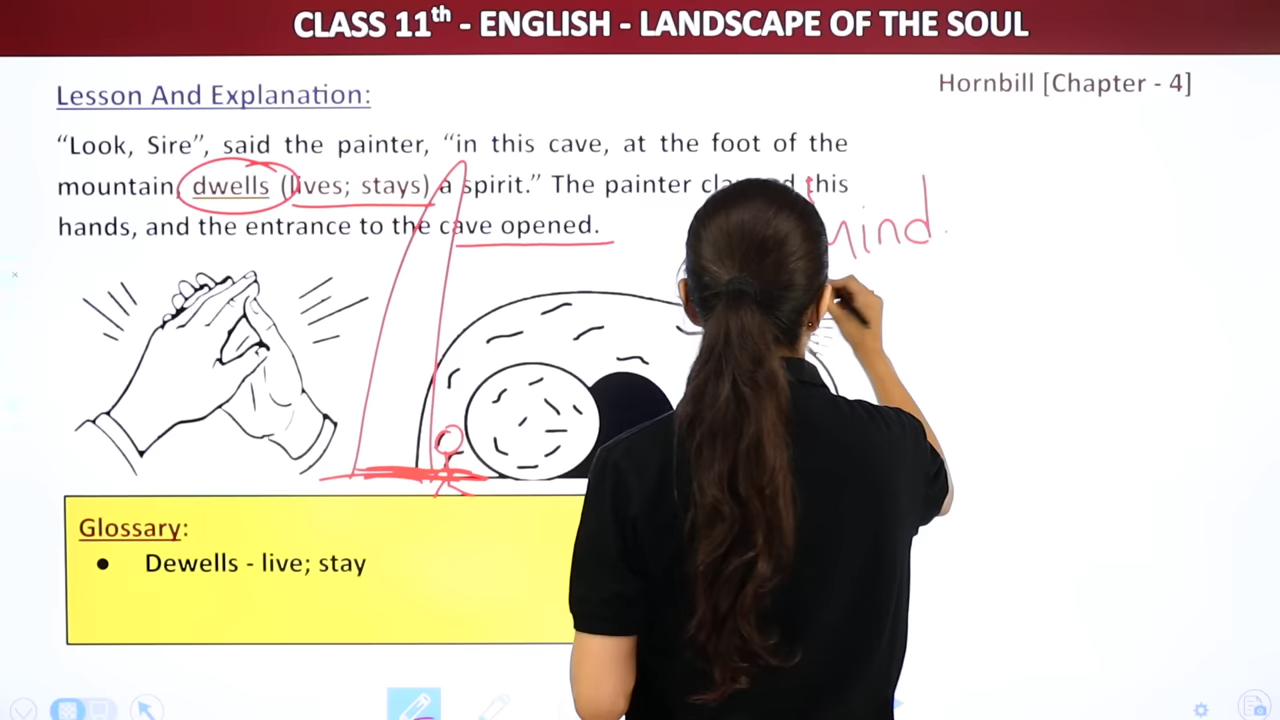 CLASS 11th - ENGLISH - LANDSCAPE OF THE SOUL
Hornbill [Chapter - 4]
Lesson And Explanation:
“Look, Sire”, said the painter, “in this cave, at the foot of the
mountain, dwells (lives; stays) a spirit.” The painter this
hands, and the entrance to the cave opened.
Glossary:
● Dewells - live; stay